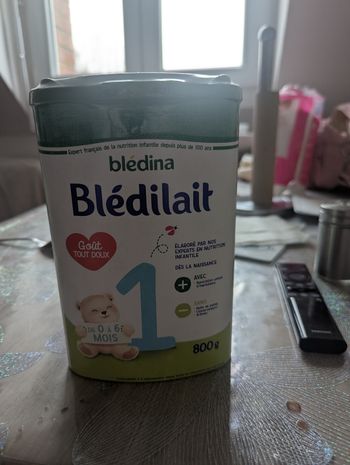 Expert français de la nutrition infantile depuis plus de 100 ans
blédina
Blédilait
Goût
TOUT DOUX
ÉLABORÉ PAR NOS
EXPERTS EN NUTRITION
INFANTILE
DÈS LA NAISSANCE
+ AVEC
SANS
1
DE 0 À 6
MOIS
800g